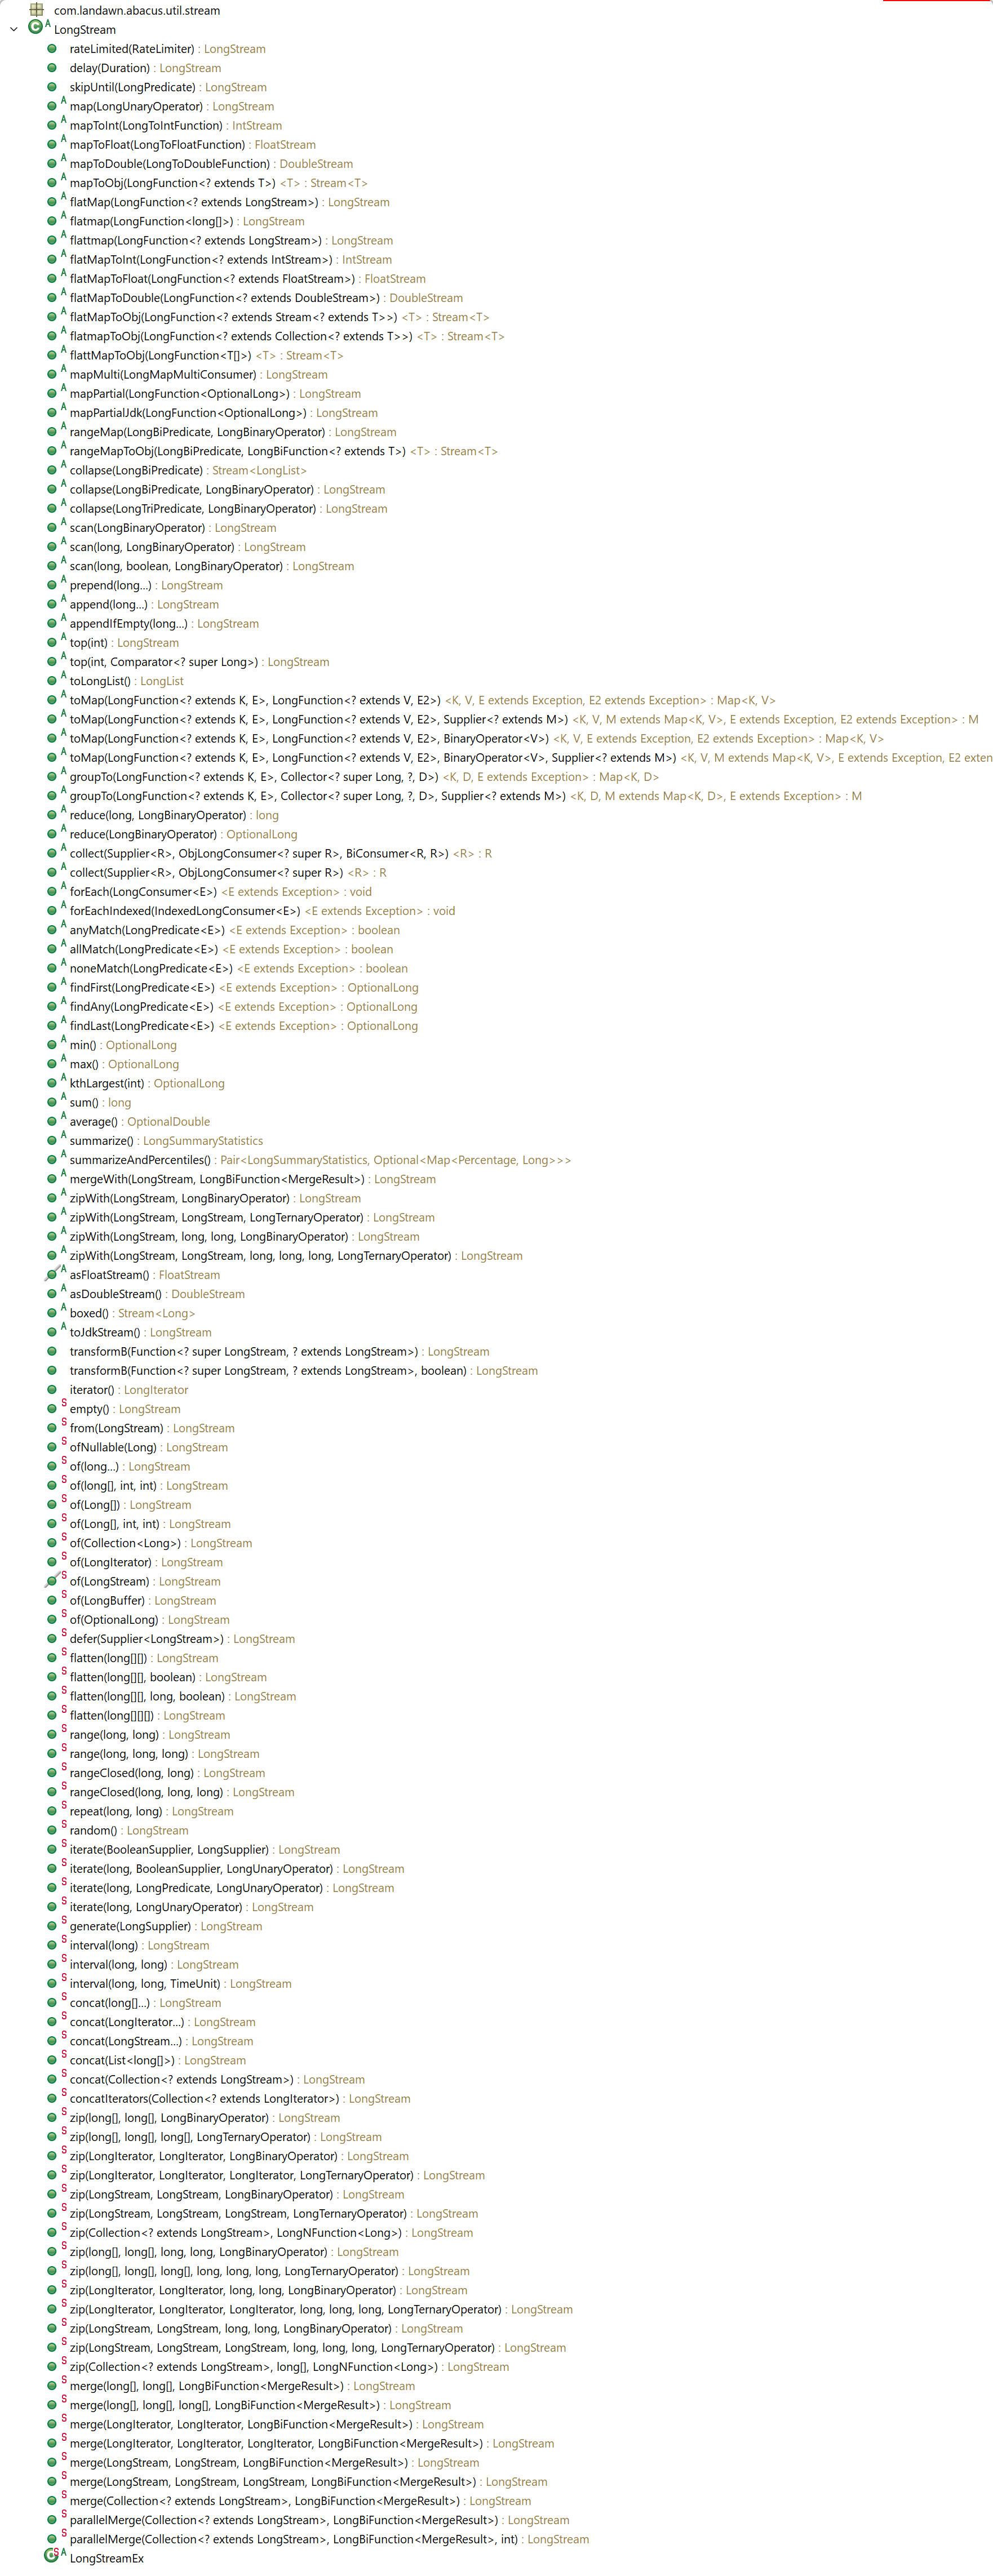 com.landawn.abacus.util.stream
LongStream
rateLimited(RateLimiter) : LongStream
delay(Duration) : LongStream
skipUntil(LongPredicate) : LongStream
map(LongUnaryOperator) : LongStream
mapToInt(LongToIntFunction) : IntStream
mapToFloat(LongToFloatFunction) : FloatStream
mapToDouble(LongToDoubleFunction) : DoubleStream
mapToObj(LongFunction<? extends T>) <T> : Stream<T>
flatMap(LongFunction<? extends LongStream>) : LongStream
flatmap(LongFunction<long[]>) : LongStream
flattmap(LongFunction<? extends LongStream>) : LongStream
flatMapToInt(LongFunction<? extends IntStream>) : IntStream
flatMapToFloat(LongFunction<? extends FloatStream>) : FloatStream
flatMapToDouble(LongFunction<? extends DoubleStream>) : DoubleStream
flatMapToObj(LongFunction<? extends Stream<? extends T>>) <T> : Stream<T>
flatmapToObj(LongFunction<? extends Collection<? extends T>>) <T> : Stream<T>
flattMapToObj(LongFunction<T[]>) <T> : Stream<T>
mapMulti(LongMapMultiConsumer) : LongStream
mapPartial(LongFunction<OptionalLong>) : LongStream
mapPartialJdk(LongFunction<OptionalLong>) : LongStream
rangeMap(LongBiPredicate, LongBinaryOperator) : LongStream
rangeMapToObj(LongBiPredicate, LongBiFunction<? extends T>) <T> : Stream<T>
collapse(LongBiPredicate) : Stream<LongList>
collapse(LongBiPredicate, LongBinaryOperator) : LongStream
collapse(LongTriPredicate, LongBinaryOperator) : LongStream
scan(LongBinaryOperator) : LongStream
scan(long, LongBinaryOperator) : LongStream
scan(long, boolean, LongBinaryOperator) : LongStream
prepend(long...) : LongStream
append(long...) : LongStream
appendIfEmpty(long...) : LongStream
top(int) : LongStream
top(int, Comparator<? super Long>) : LongStream
toLongList() : LongList
toMap(LongFunction<? extends K, E>, LongFunction<? extends V, E2>) <K, V, E extends Exception, E2 extends Exception> : Map<K, V>
toMap(LongFunction<? extends K, E>, LongFunction<? extends V, E2>, Supplier<? extends M>) <K, V, M extends Map<K, V>, E extends Exception, E2 extends Exception> : M
toMap(LongFunction<? extends K, E>, LongFunction<? extends V, E2>, BinaryOperator<V>) <K, V, E extends Exception, E2 extends Exception> : Map<K, V>
toMap(LongFunction<? extends K, E>, LongFunction<? extends V, E2>, BinaryOperator<V>, Supplier<? extends M>) <K, V, M extends Map<K, V>, E extends Exception, E2 exten
groupTo(LongFunction<? extends K, E>, Collector<? super Long, ?, D>) <K, D, E extends Exception> : Map<K, D>
groupTo(LongFunction<? extends K, E>, Collector<? super Long, ?, D>, Supplier<? extends M>) <K, D, M extends Map<K, D>, E extends Exception> : M
reduce(long, LongBinaryOperator) : long
reduce(LongBinaryOperator) : OptionalLong
collect(Supplier<R>, ObjLongConsumer<? super R>, BiConsumer<R, R>) <R> : R
collect(Supplier<R>, ObjLongConsumer<? super R>) <R> : R
forEach(LongConsumer<E>) <E extends Exception> : void
forEachIndexed(IndexedLongConsumer<E>) <E extends Exception> : void
anyMatch(LongPredicate<E>) <E extends Exception> : boolean
allMatch(LongPredicate<E>) <E extends Exception> : boolean
noneMatch(LongPredicate<E>) <E extends Exception> : boolean
findFirst(LongPredicate<E>) <E extends Exception> : OptionalLong
findAny(LongPredicate<E>) <E extends Exception> : OptionalLong
findLast(LongPredicate<E>) <E extends Exception> : OptionalLong
min() : OptionalLong
max() : OptionalLong
kthLargest(int) : OptionalLong
sum() : long
average() : OptionalDouble
summarize() : LongSummaryStatistics
summarizeAndPercentiles() : Pair<LongSummaryStatistics, Optional<Map<Percentage, Long>>>
mergeWith(LongStream, LongBiFunction<MergeResult>) : LongStream
zipWith(LongStream, LongBinaryOperator) : LongStream
zipWith(LongStream, LongStream, LongTernaryOperator) : LongStream
zipWith(LongStream, long, long, LongBinaryOperator) : LongStream
zipWith(LongStream, LongStream, long, long, long, LongTernaryOperator) : LongStream
asFloatStream() : FloatStream
asDoubleStream() : DoubleStream
boxed() : Stream<Long>
toJdkStream() : LongStream
transformB(Function<? super LongStream, ? extends LongStream>) : LongStream
transformB(Function<? super LongStream, ? extends LongStream>, boolean) : LongStream
iterator() : LongIterator
empty() : LongStream
from(LongStream) : LongStream
ofNullable(Long) : LongStream
of(long...) : LongStream
of(long[], int, int) : LongStream
of(Long[]) : LongStream
of(Long[], int, int) : LongStream
of(Collection<Long>) : LongStream
of(LongIterator) : LongStream
of(LongStream) : LongStream
of(LongBuffer) : LongStream
of(OptionalLong) : LongStream
defer(Supplier<LongStream>) : LongStream
flatten(long[][]) : LongStream
flatten(long[][], boolean) : LongStream
flatten(long[][], long, boolean) : LongStream
flatten(long[][][]) : LongStream
range(long, long) : LongStream
range(long, long, long) : LongStream
rangeClosed(long, long) : LongStream
rangeClosed(long, long, long) : LongStream
repeat(long, long) : LongStream
random() : LongStream
iterate(BooleanSupplier, LongSupplier) : LongStream
iterate(long, BooleanSupplier, LongUnaryOperator) : LongStream
iterate(long, LongPredicate, LongUnaryOperator) : LongStream
iterate(long, LongUnaryOperator) : LongStream
generate(LongSupplier) : LongStream
interval(long) : LongStream
interval(long, long) : LongStream
interval(long, long, TimeUnit) : LongStream
concat(long[]...) : LongStream
concat(LongIterator...) : LongStream
concat(LongStream...) : LongStream
concat(List<long[]>) : LongStream
concat(Collection<? extends LongStream>) : LongStream
concatIterators(Collection<? extends LongIterator>) : LongStream
zip(long[], long[], LongBinaryOperator) : LongStream
zip(long[], long[], long[], LongTernaryOperator) : LongStream
zip(LongIterator, LongIterator, LongBinaryOperator) : LongStream
zip(LongIterator, LongIterator, LongIterator, LongTernaryOperator) : LongStream
zip(LongStream, LongStream, LongBinaryOperator) : LongStream
zip(LongStream, LongStream, LongStream, LongTernaryOperator) : LongStream
zip(Collection<? extends LongStream>, LongNFunction<Long>) : LongStream
zip(long[], long[], long, long, LongBinaryOperator) : LongStream
zip(long[], long[], long[], long, long, long, LongTernaryOperator) : LongStream
zip(LongIterator, LongIterator, long, long, LongBinaryOperator) : LongStream
zip(LongIterator, LongIterator, LongIterator, long, long, long, LongTernaryOperator) : LongStream
zip(LongStream, LongStream, long, long, LongBinaryOperator) : LongStream
zip(LongStream, LongStream, LongStream, long, long, long, LongTernaryOperator) : LongStream
zip(Collection<? extends LongStream>, long[], LongNFunction<Long>) : LongStream
merge(long[], long[], LongBiFunction<MergeResult>) : LongStream
merge(long[], long[], long[], LongBiFunction<MergeResult>) : LongStream
merge(LongIterator, LongIterator, LongBiFunction<MergeResult>) : LongStream
merge(LongIterator, LongIterator, LongIterator, LongBiFunction<MergeResult>) : LongStream
merge(LongStream, LongStream, LongBiFunction<MergeResult>) : LongStream
merge(LongStream, LongStream, LongStream, LongBiFunction<MergeResult>) : LongStream
merge(Collection<? extends LongStream>, LongBiFunction<MergeResult>) : LongStream
parallelMerge(Collection<? extends LongStream>, LongBiFunction<MergeResult>) : LongStream
parallelMerge(Collection<? extends LongStream>, LongBiFunction<MergeResult>, int) : LongStream
LongStreamEx